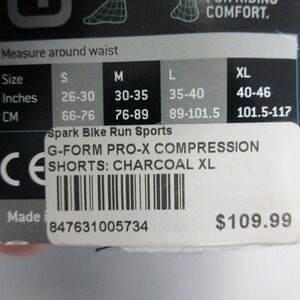 G
FOR RIDING
COMFORT.
Measure around waist
Size S M L XL
Inches 26-30 30-35 35-40 40-46
CM 66-76 76-89 89-101.5 101.5-117
CE
Spark Bike Run Sports
G-FORM PRO-X COMPRESSION
SHORTS: CHARCOAL XL
Made i
847631005734 $109.99